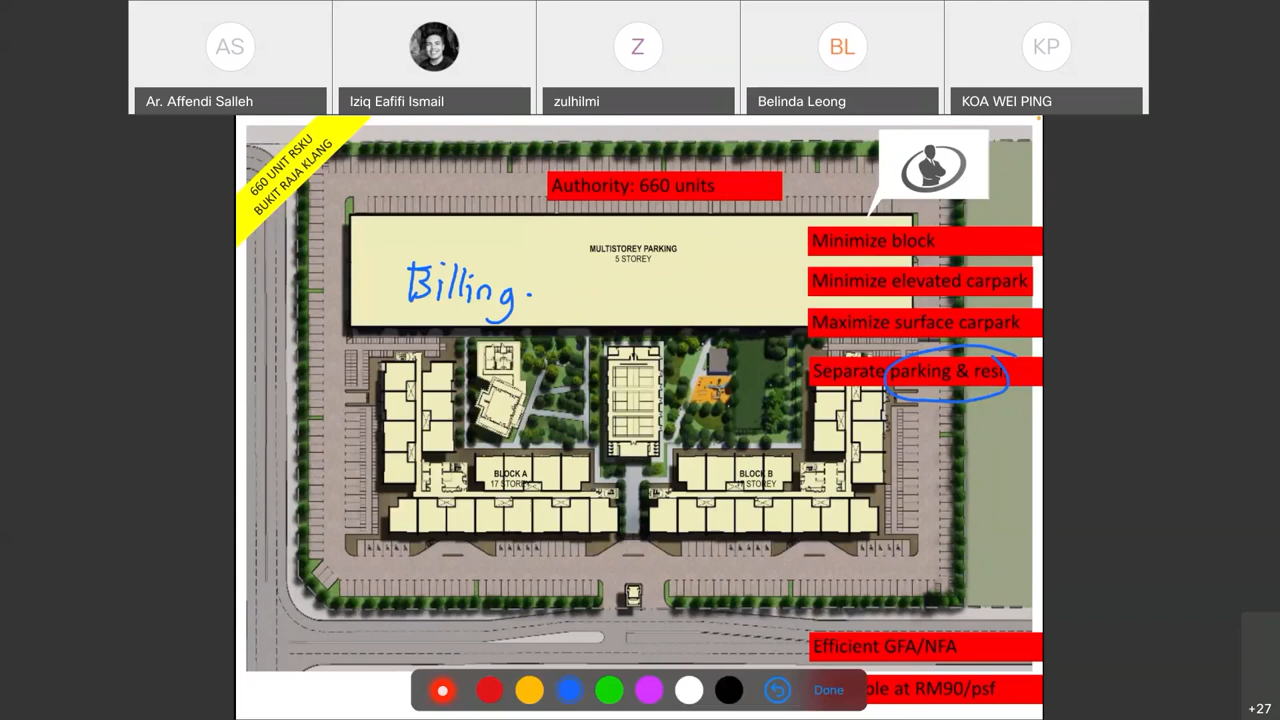 AS
Z
BL
KP
Ar. Affendi Salleh
Iziq Eafifi Ismail
zulhilmi
Belinda Leong
KOA WEI PING
660 UNIT RSKU
BUKIT RAJA KLANG
Authority: 660 units
MULTISTOREY PARKING
5 STOREY
Minimize block
Billing.
Minimize elevated carpark
Maximize surface carpark
Separate parking & resi
BLOCK A
17 STOREY
BLOCK B
17 STOREY
Efficient GFA/NFA
at RM90/psf
Done
+27